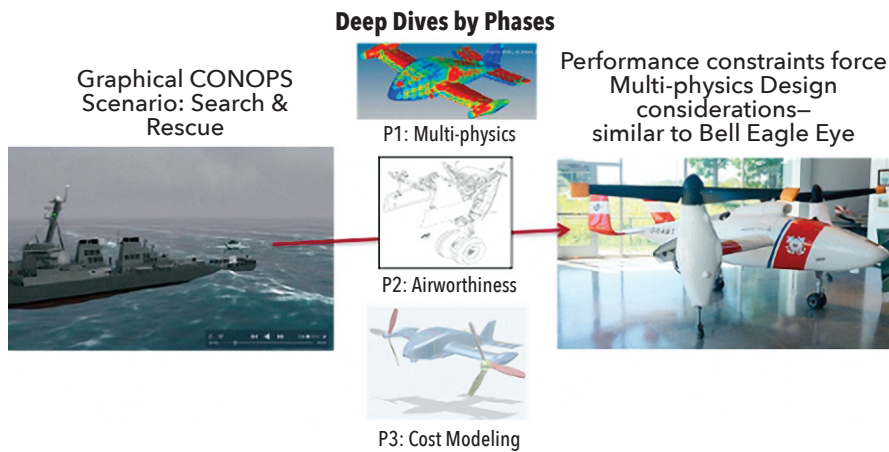 Deep Dives by Phases
Graphical CONOPS
Scenario: Search &
Rescue
P1: Multi-physics
P2: Airworthiness
P3: Cost Modeling
Performance constraints force
Multi-physics Design
considerations—
similar to Bell Eagle Eye